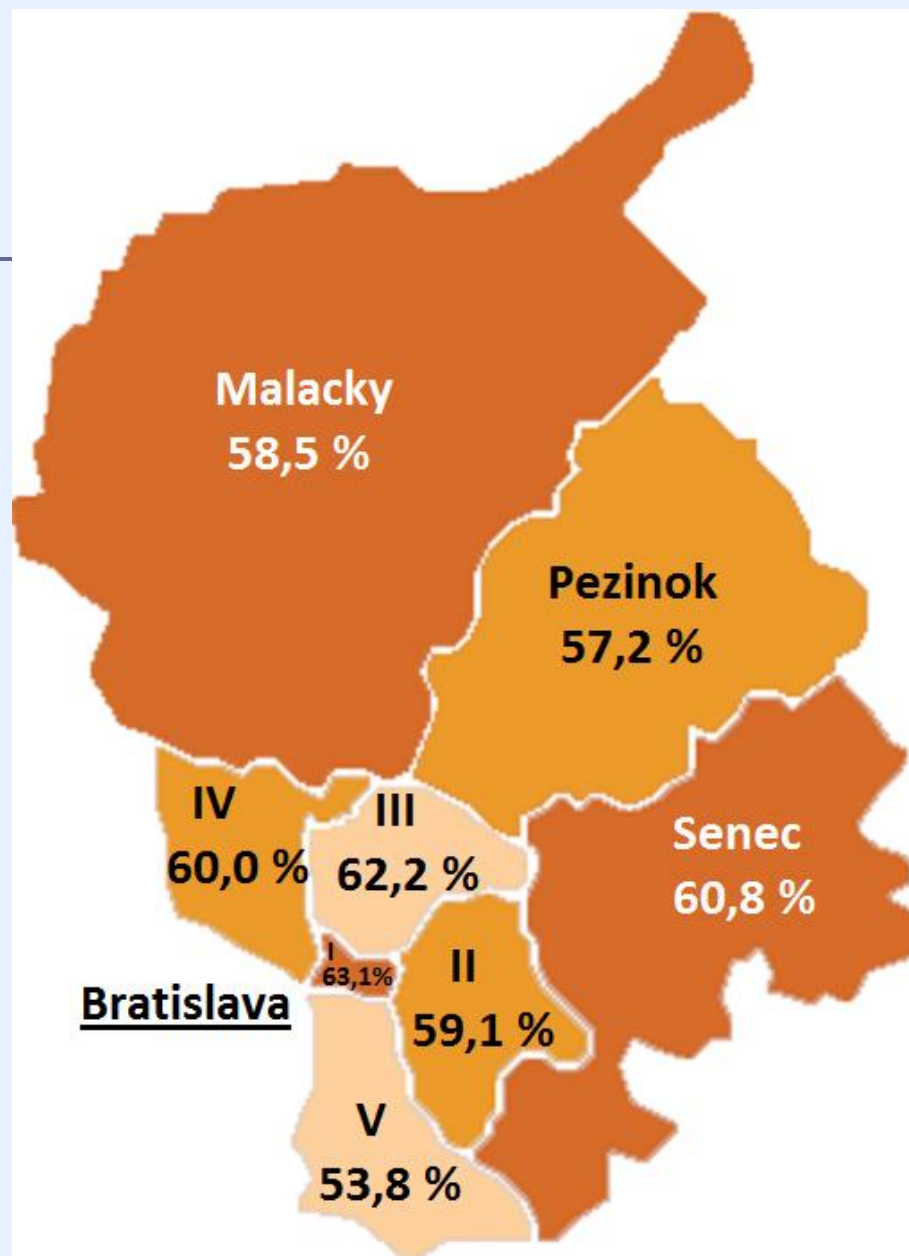 Malacky
58,5 %
Pezinok
57,2 %
IV
60,0 %
III
62,2 %
Senec
60,8 %
I
63,1%
II
59,1 %
Bratislava
V
53,8 %